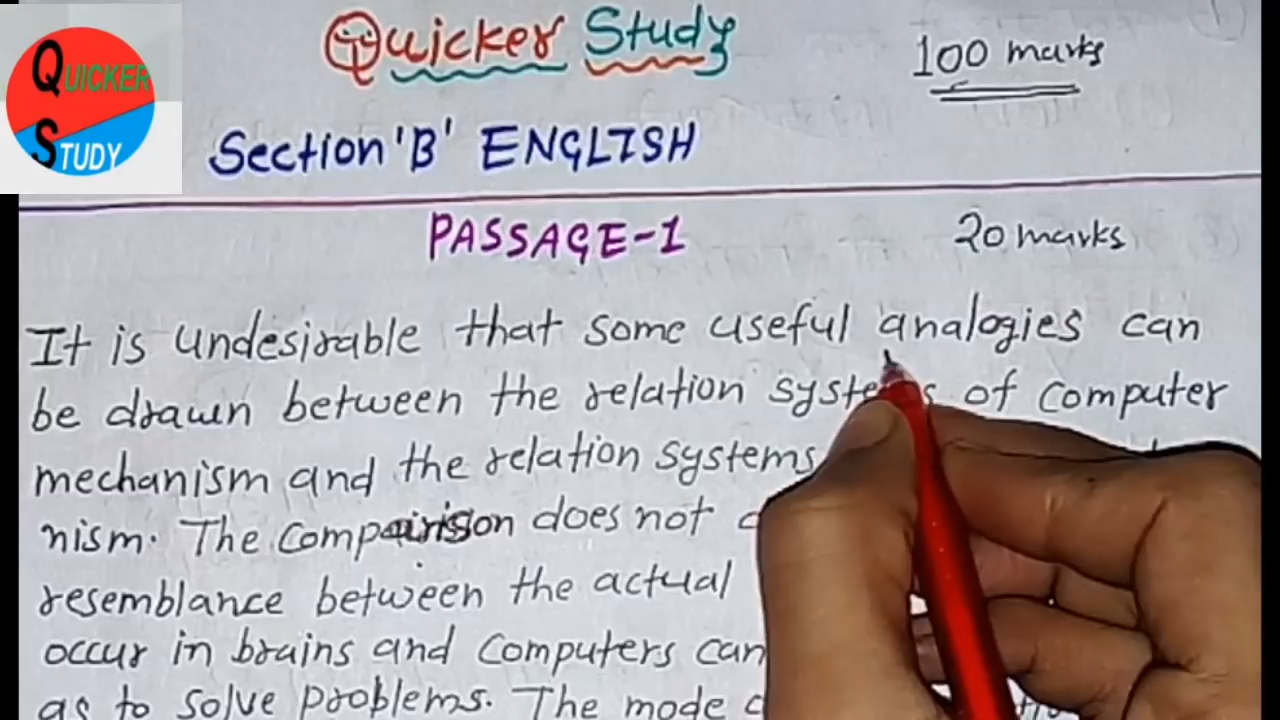 QUICKER
STUDY
Quicker Study
100 marks
Section 'B' ENGLISH
PASSAGE-1
20 marks
It is undesirable that some useful analogies can
be drawn between the relation systems of computer
mechanism and the relation systems
nism. The comparision does not
resemblance between the actual
occur in brains and computers can
as to solve problems. The mode